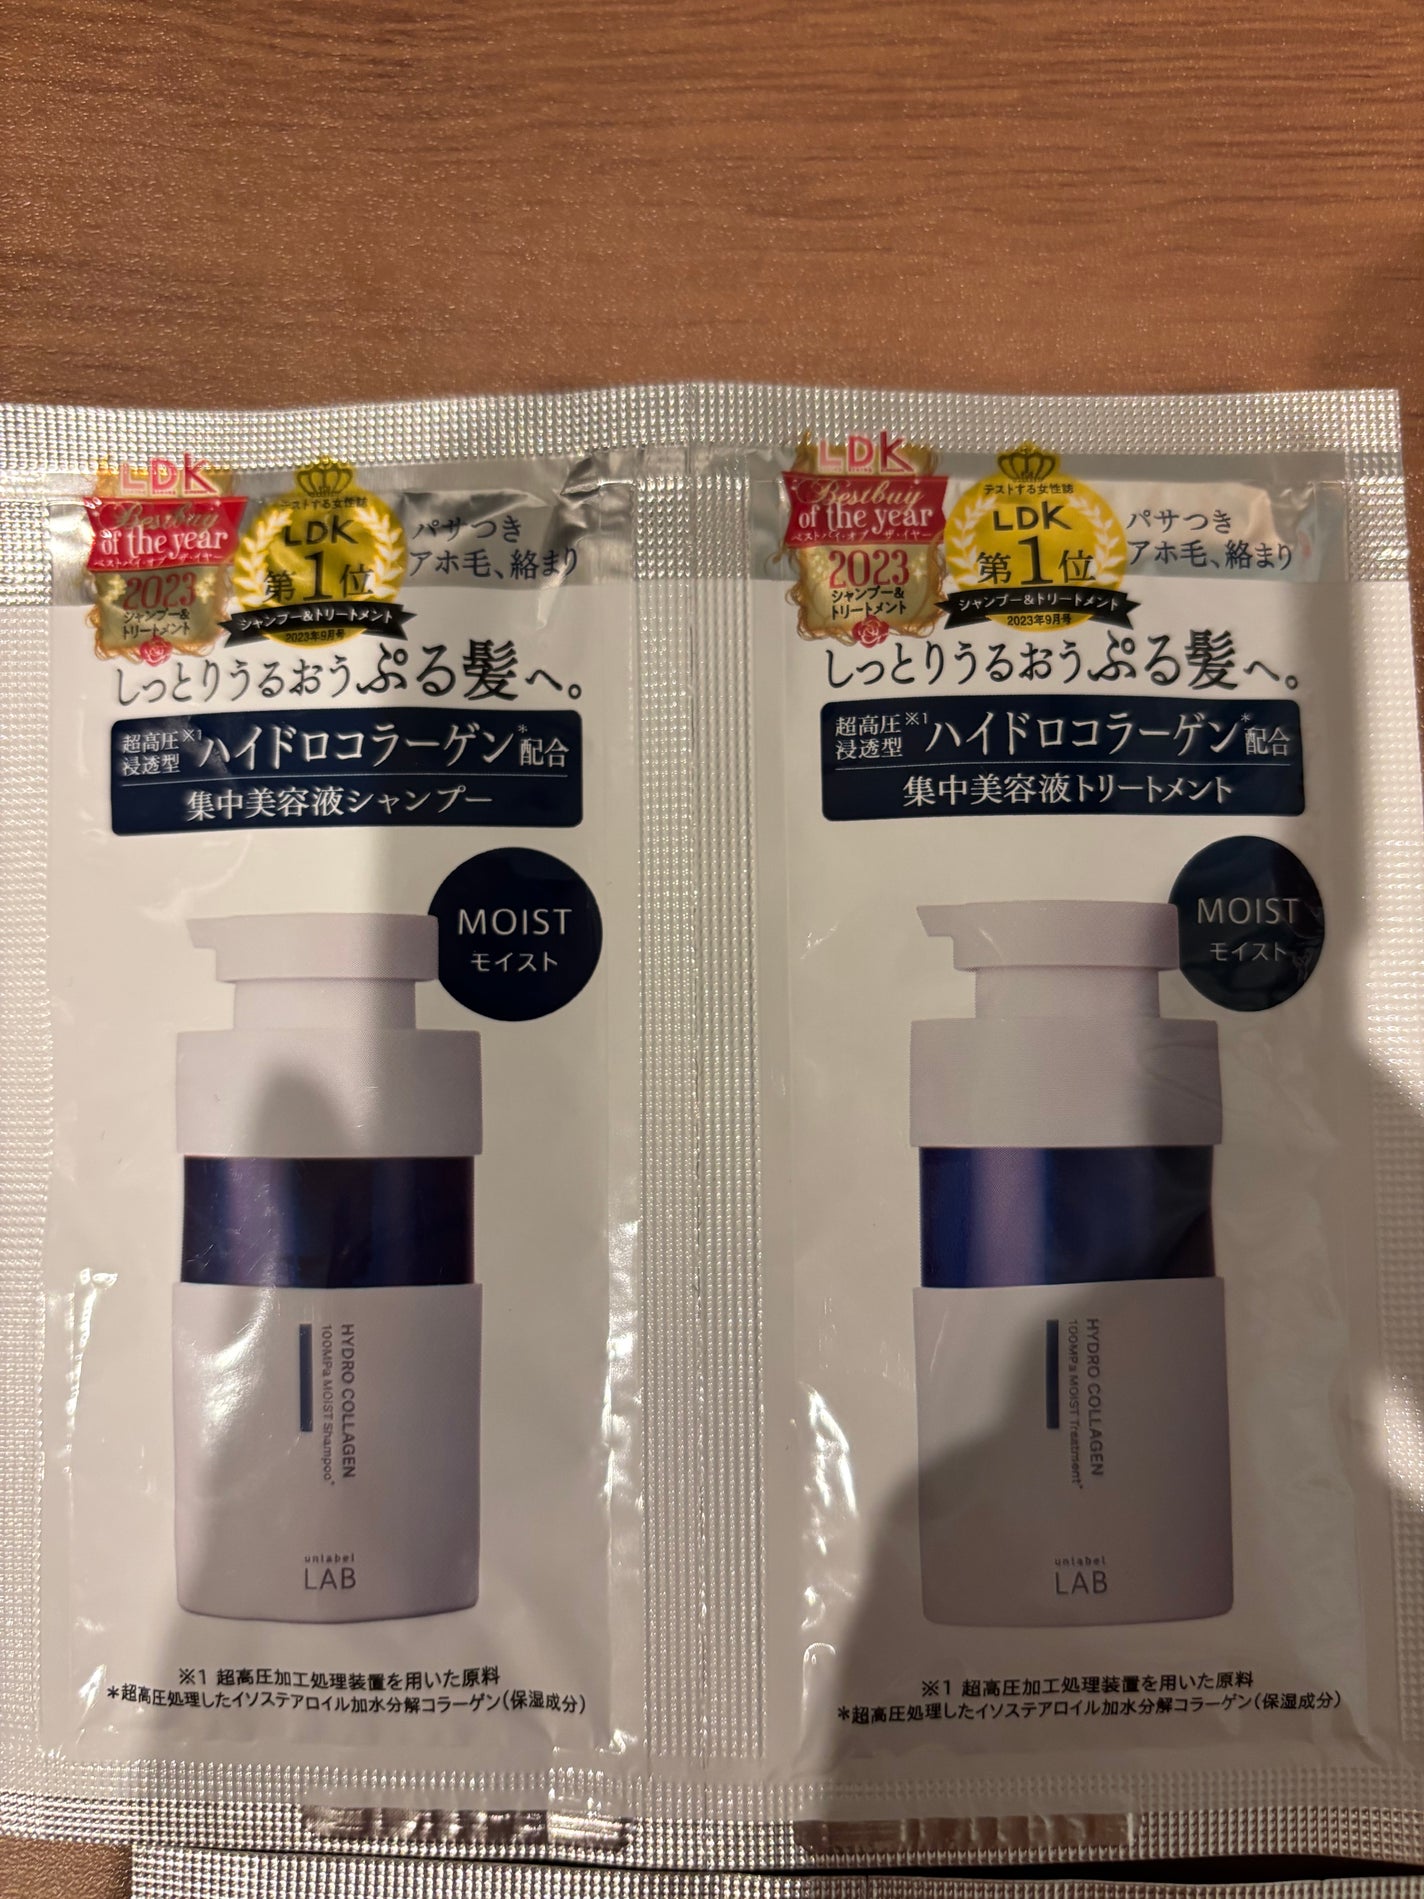 LDK
Bestbuy
of the year
ベストバイ・オブ・ザ・イヤー
2023
シャンプー&
トリートメント
テストする女性誌
LDK
第1位
シャンプー&トリートメント
2023年9月号
パサつき
アホ毛、絡まり
しっとりうるおうぷる髪へ。
超高圧※1
浸透型
ハイドロコラーゲン*配合
集中美容液シャンプー
MOIST
モイスト
HYDRO COLLAGEN
100MPa MOIST Shampoo*
unlabel
LAB
※1 超高圧加工処理装置を用いた原料
*超高圧処理したイソステアロイル加水分解コラーゲン(保湿成分)
LDK
Bestbuy
of the year
ベストバイ・オブ ザ・イヤー
2023
シャンプー&
トリートメント
テストする女性誌
LDK
第1位
シャンプー&トリートメント
2023年9月号
パサつき
アホ毛、絡まり
しっとりうるおうぷる髪へ。
超高圧※1
浸透型
ハイドロコラーゲン*配合
集中美容液トリートメント
MOIST
モイスト
HYDRO COLLAGEN
100MPa MOIST Treatment*
unlabel
LAB
※1 超高圧加工処理装置を用いた原料
*超高圧処理したイソステアロイル加水分解コラーゲン(保湿成分)